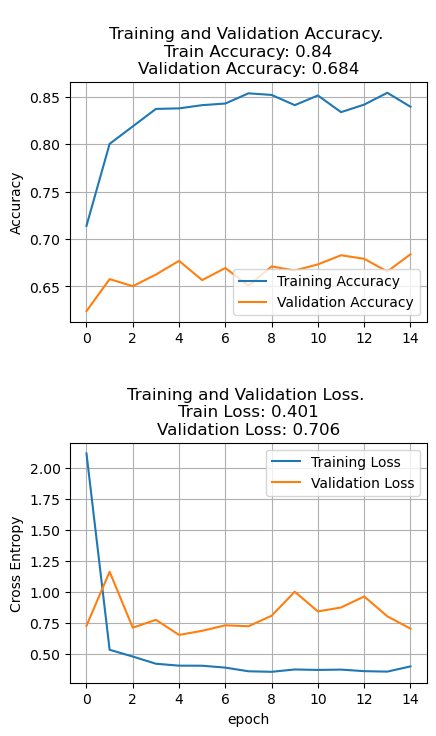 Training and Validation Accuracy.
Train Accuracy: 0.84
Validation Accuracy: 0.684
0.85
0.80
0.75
0.70
0.65
Accuracy
Training Accuracy
Validation Accuracy
0 2 4 6 8 10 12 14
Training and Validation Loss.
Train Loss: 0.401
Validation Loss: 0.706
2.00
1.75
1.50
1.25
1.00
0.75
0.50
Cross Entropy
Training Loss
Validation Loss
0 2 4 6 8 10 12 14
epoch